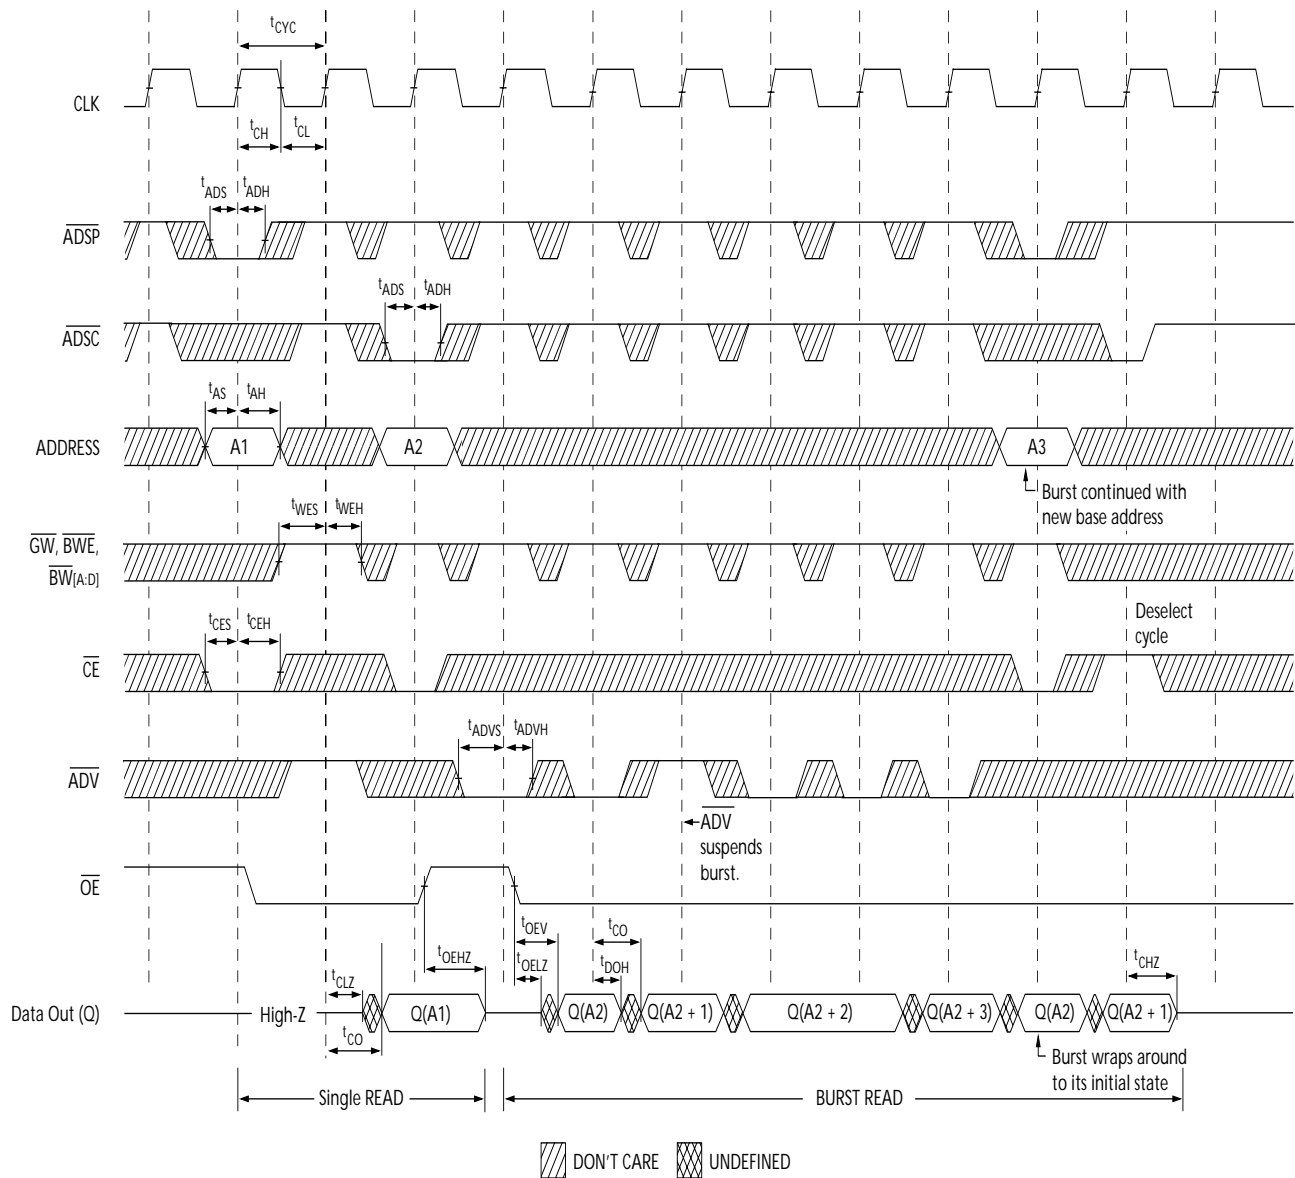 tCYC
CLK
tCH
tCL
tADS
tADH
ADSP
tADS
tADH
ADSC
tAS
tAH
ADDRESS
A1
A2
A3
Burst continued with
new base address
tWES
tWEH
GW, BWE,
BW[A:D]
Deselect
cycle
tCES
tCEH
CE
tADVS
tADVH
ADV
ADV
suspends
burst.
OE
tOEV
tCO
tOEHZ
tOELZ
tDOH
tCHZ
tCLZ
Data Out (Q)
High-Z
Q(A1)
Q(A2)
Q(A2 + 1)
Q(A2 + 2)
Q(A2 + 3)
Q(A2)
Q(A2 + 1)
tCO
Burst wraps around
to its initial state
Single READ
BURST READ
DON'T CARE
UNDEFINED